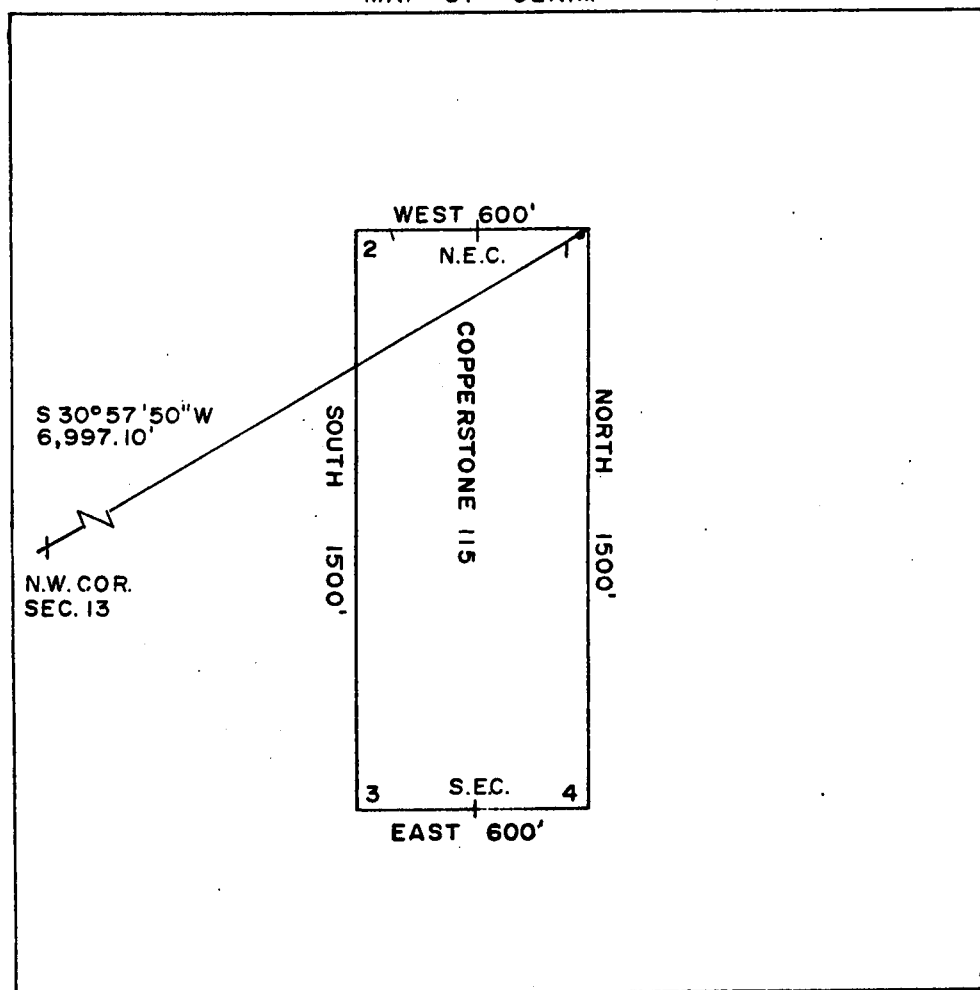 WEST 600'
2
N.E.C.
1
COPPERSTONE 115
S 30°57'50"W
6,997.10'
SOUTH 1500'
NORTH 1500'
N.W. COR.
SEC. 13
3
S.E.C.
4
EAST 600'